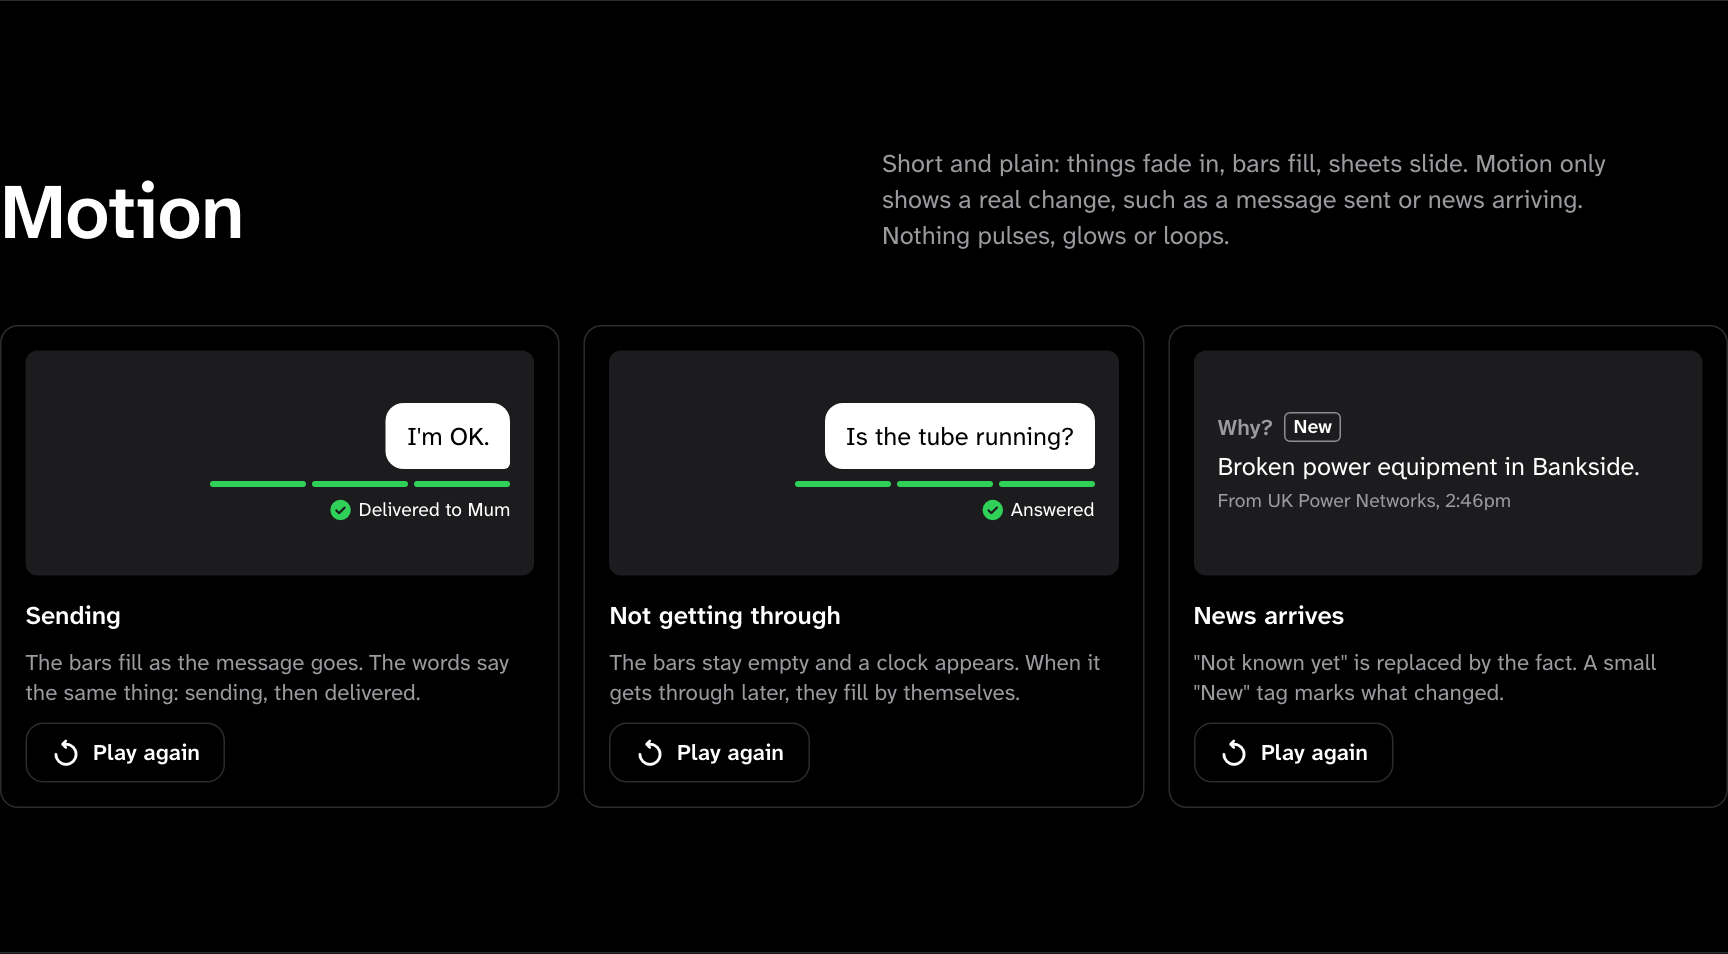 Motion
Short and plain: things fade in, bars fill, sheets slide. Motion only
shows a real change, such as a message sent or news arriving.
Nothing pulses, glows or loops.
I'm OK.
Delivered to Mum
Sending
The bars fill as the message goes. The words say
the same thing: sending, then delivered.
Play again
Is the tube running?
Answered
Not getting through
The bars stay empty and a clock appears. When it
gets through later, they fill by themselves.
Play again
Why? New
Broken power equipment in Bankside.
From UK Power Networks, 2:46pm
News arrives
"Not known yet" is replaced by the fact. A small
"New" tag marks what changed.
Play again